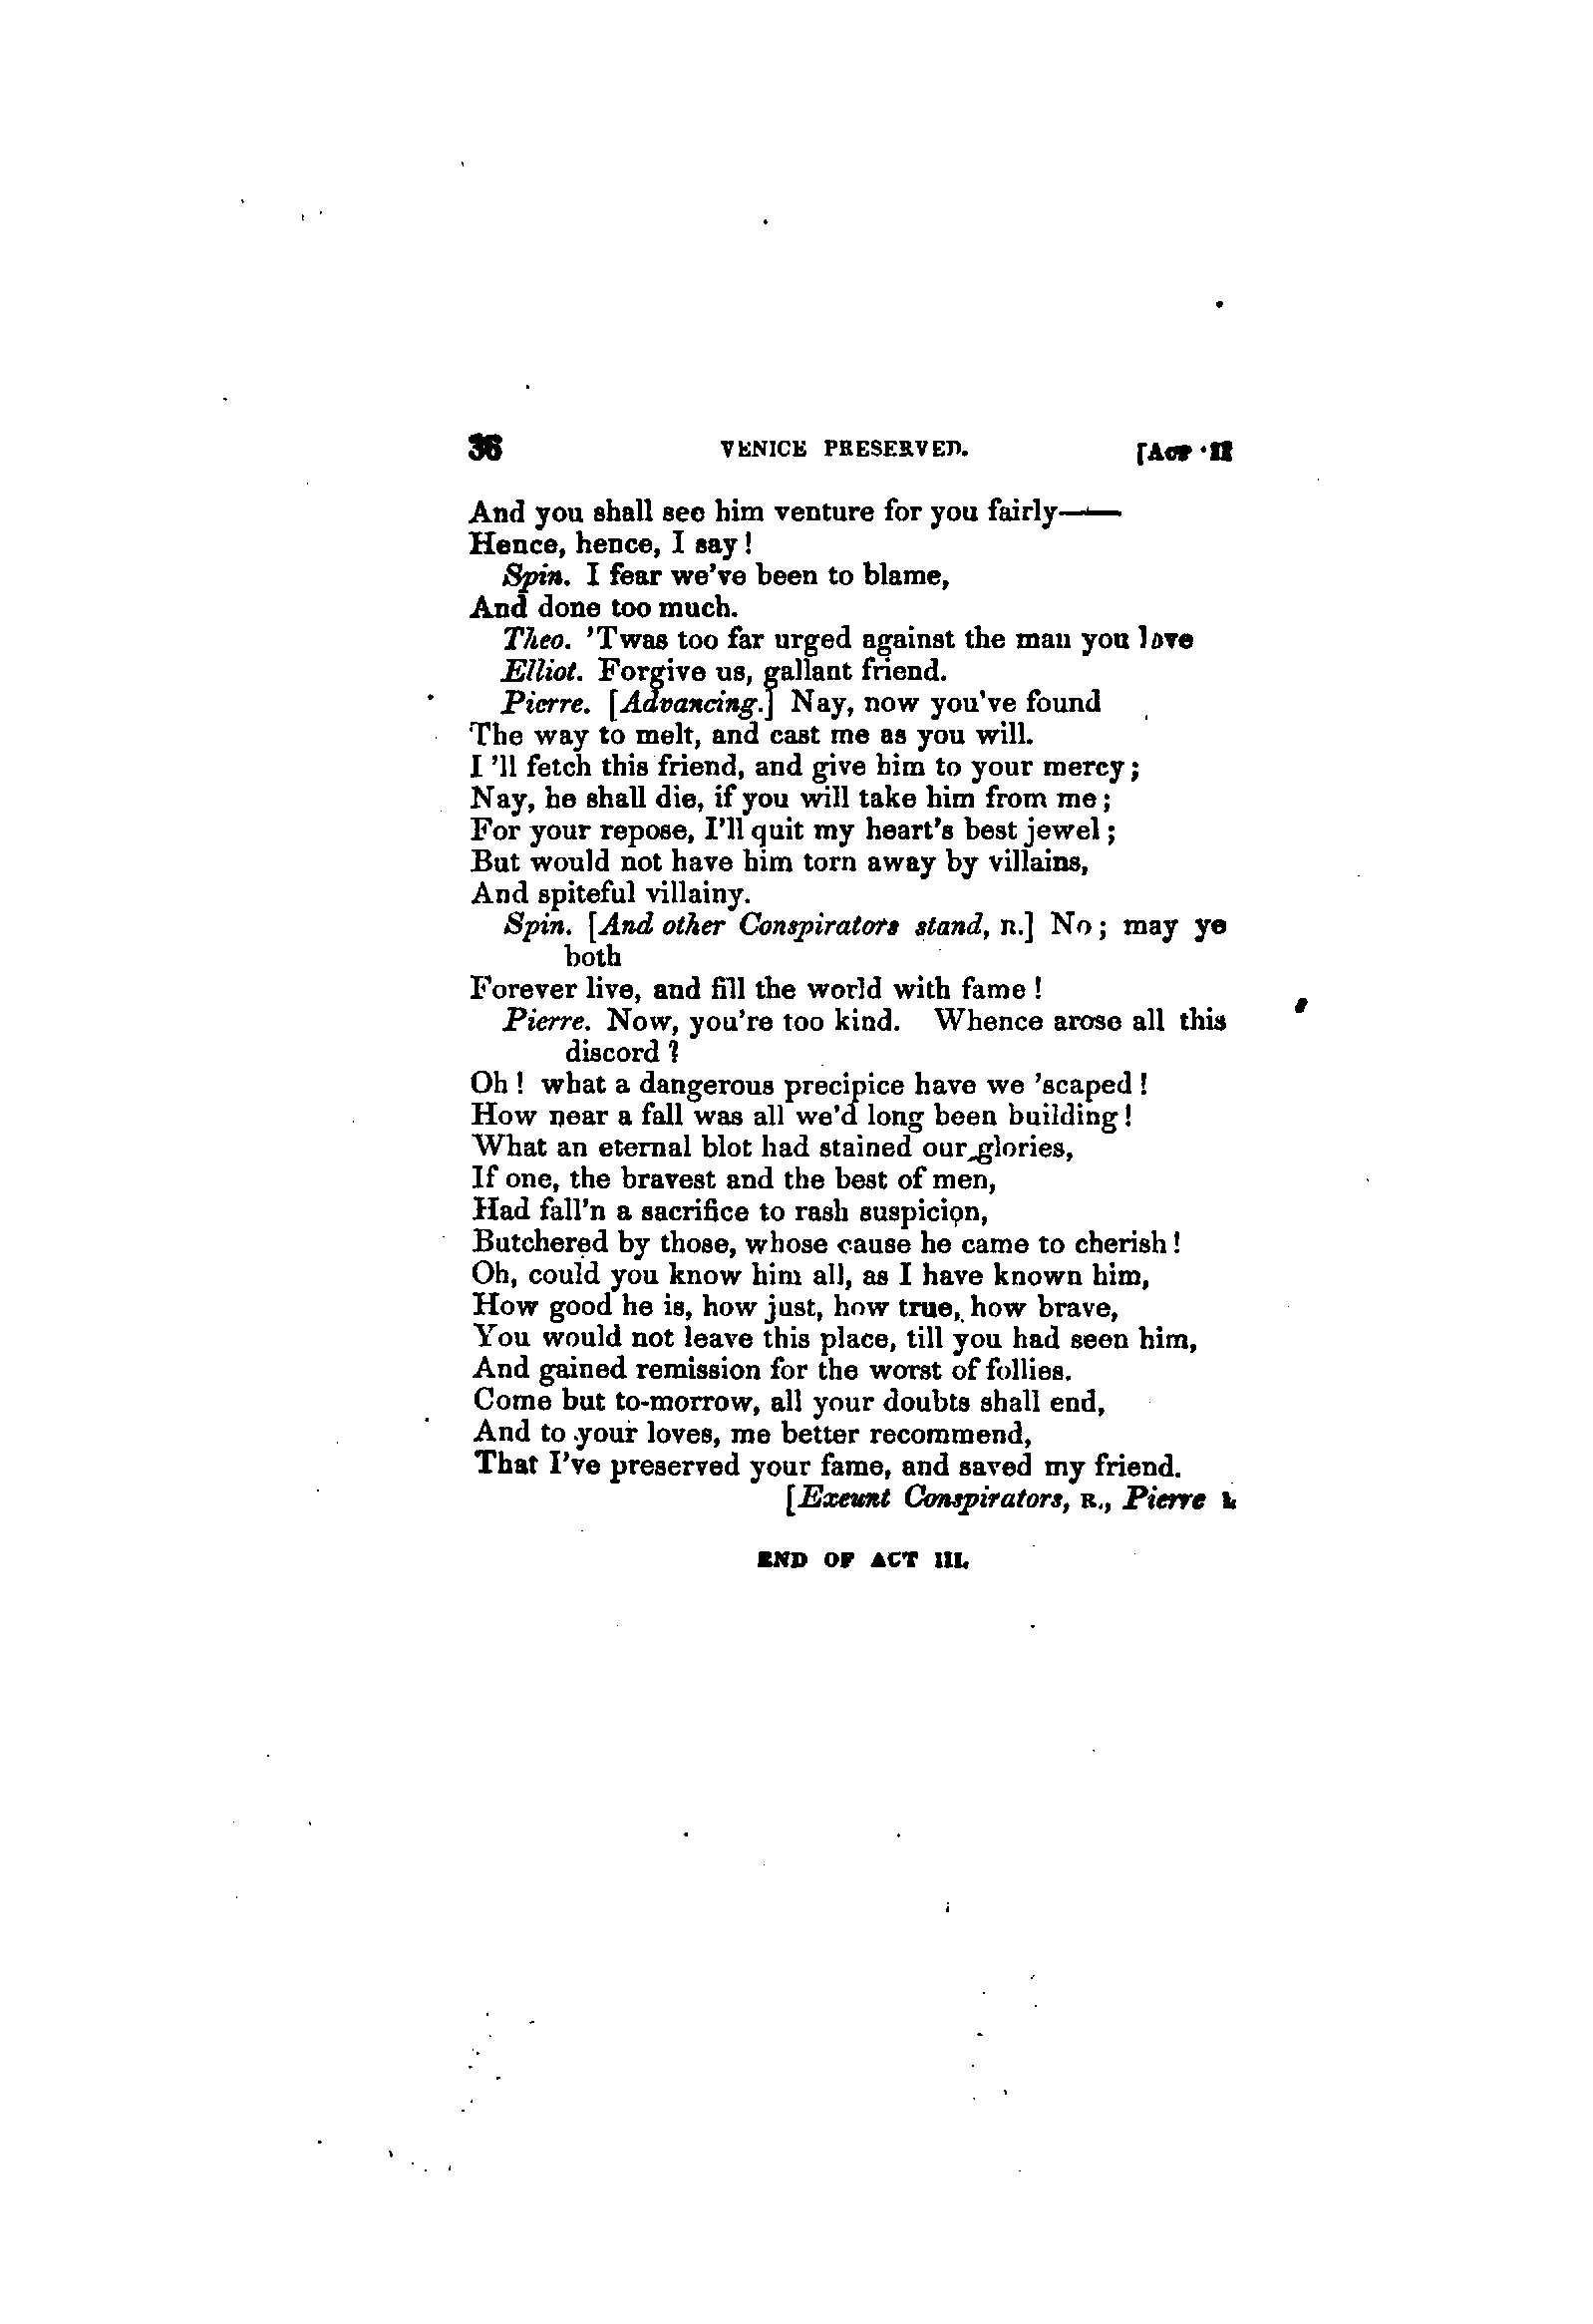 36 VENICE PRESERVED. [Act II
And you shall see him venture for you fairly——
Hence, hence, I say!
Spin. I fear we've been to blame,
And done too much.
Theo. 'Twas too far urged against the man you love
Elliot. Forgive us, gallant friend.
Pierre. [Advancing.] Nay, now you've found
The way to melt, and cast me as you will.
I'll fetch this friend, and give him to your mercy;
Nay, he shall die, if you will take him from me;
For your repose, I'll quit my heart's best jewel;
But would not have him torn away by villains,
And spiteful villainy.
Spin. [And other Conspirators stand, R.] No; may ye
both
Forever live, and fill the world with fame!
Pierre. Now, you're too kind. Whence arose all this
discord?
Oh! what a dangerous precipice have we 'scaped!
How near a fall was all we'd long been building!
What an eternal blot had stained our glories,
If one, the bravest and the best of men,
Had fall'n a sacrifice to rash suspicion,
Butchered by those, whose cause he came to cherish!
Oh, could you know him all, as I have known him,
How good he is, how just, how true, how brave,
You would not leave this place, till you had seen him,
And gained remission for the worst of follies.
Come but to-morrow, all your doubts shall end,
And to your loves, me better recommend,
That I've preserved your fame, and saved my friend.
[Exeunt Conspirators, R., Pierre L
END OF ACT III.